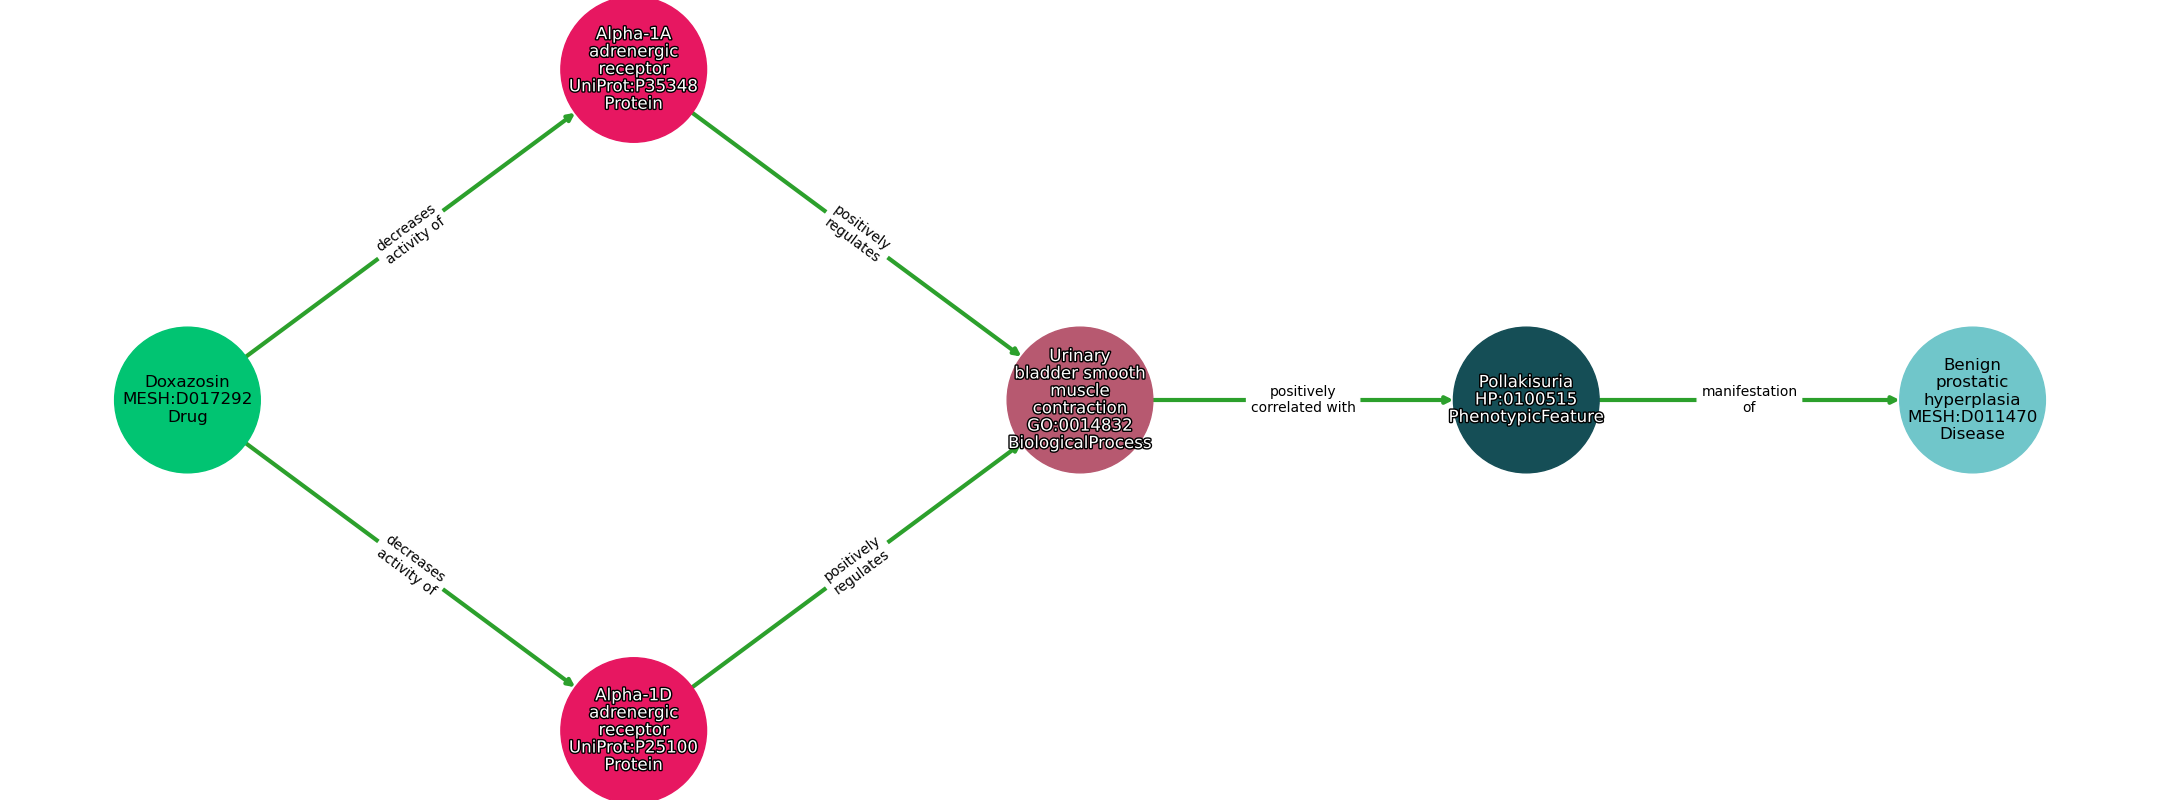 Alpha-1A
adrenergic
receptor
UniProt:P35348
Protein
decreases
activity of
positively
regulates
Doxazosin
MESH:D017292
Drug
Urinary
bladder smooth
muscle
contraction
GO:0014832
BiologicalProcess
positively
correlated with
Pollakisuria
HP:0100515
PhenotypicFeature
manifestation
of
Benign
prostatic
hyperplasia
MESH:D011470
Disease
decreases
activity of
positively
regulates
Alpha-1D
adrenergic
receptor
UniProt:P25100
Protein